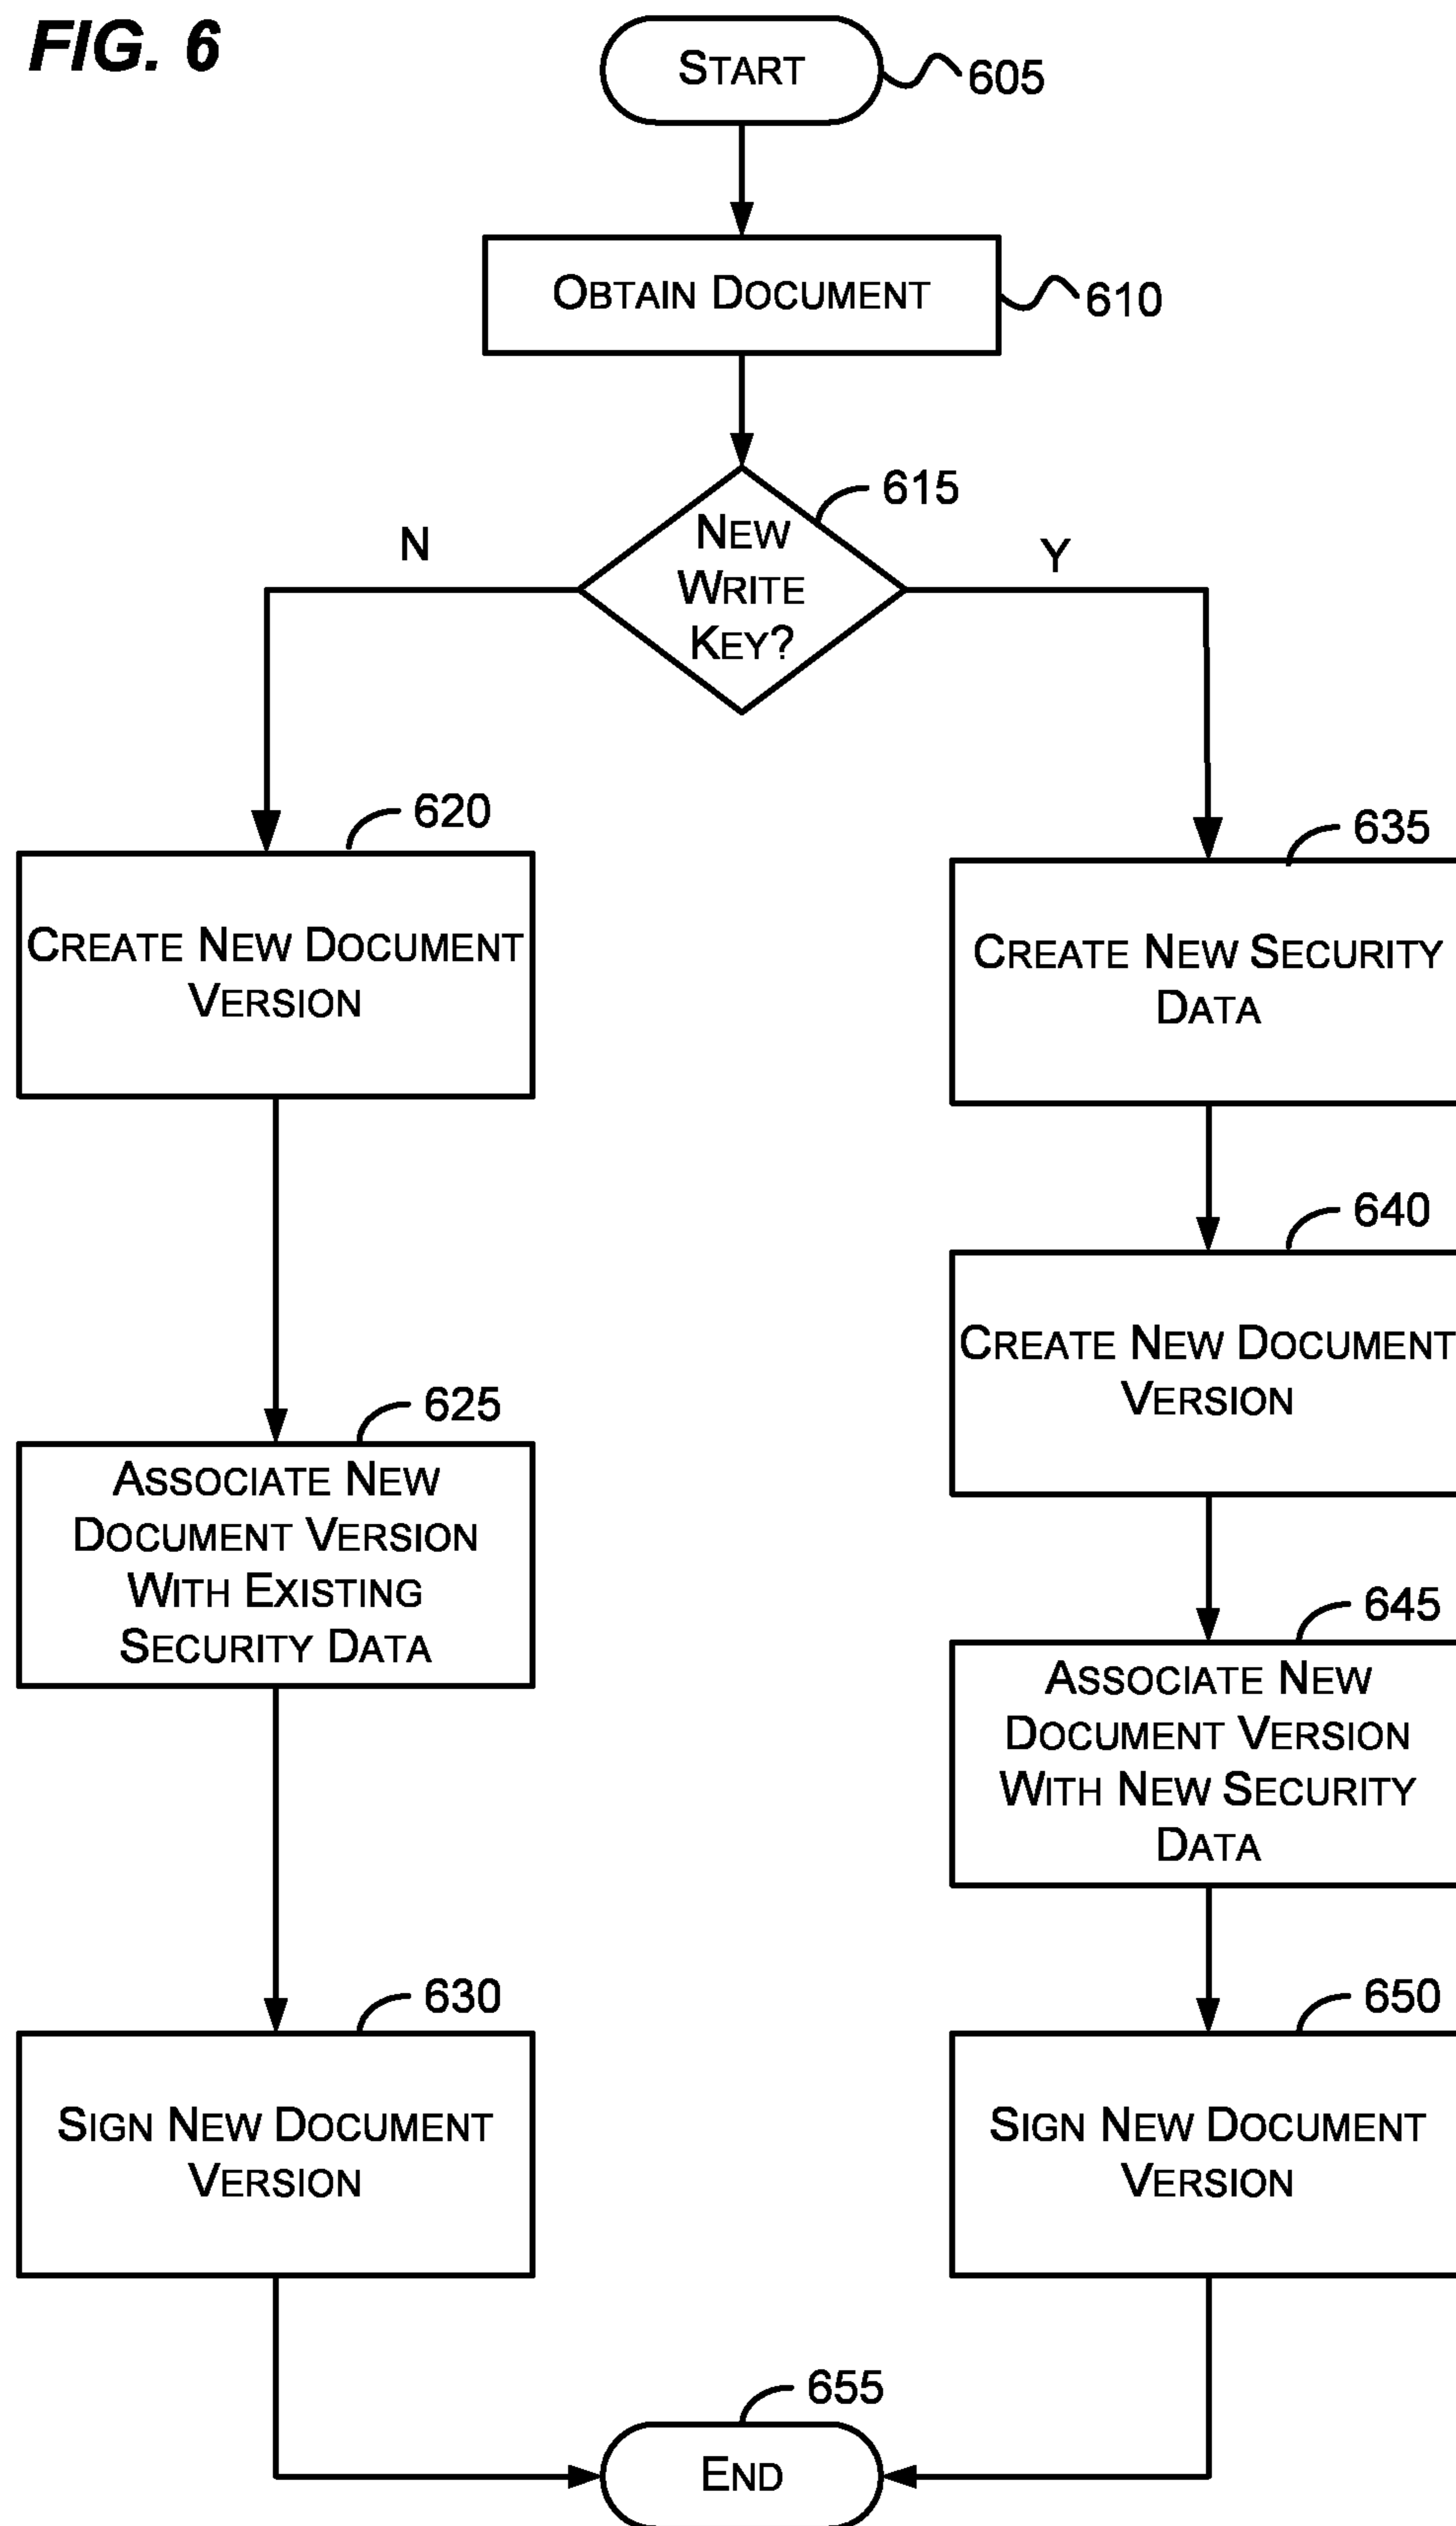 FIG. 6
START
605
OBTAIN DOCUMENT
610
615
NEW
WRITE
KEY?
N
Y
620
CREATE NEW DOCUMENT
VERSION
635
CREATE NEW SECURITY
DATA
640
CREATE NEW DOCUMENT
VERSION
625
ASSOCIATE NEW
DOCUMENT VERSION
WITH EXISTING
SECURITY DATA
645
ASSOCIATE NEW
DOCUMENT VERSION
WITH NEW SECURITY
DATA
630
SIGN NEW DOCUMENT
VERSION
650
SIGN NEW DOCUMENT
VERSION
655
END